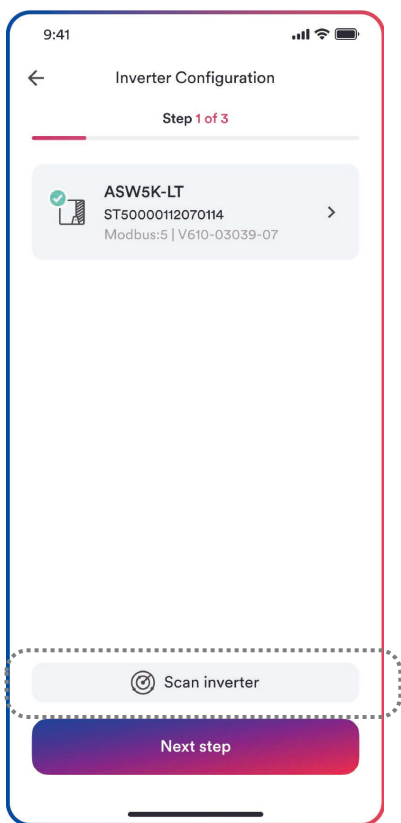 9:41
Inverter Configuration
Step 1 of 3
ASW5K-LT
ST50000112070114
Modbus:5 | V610-03039-07
Scan inverter
Next step